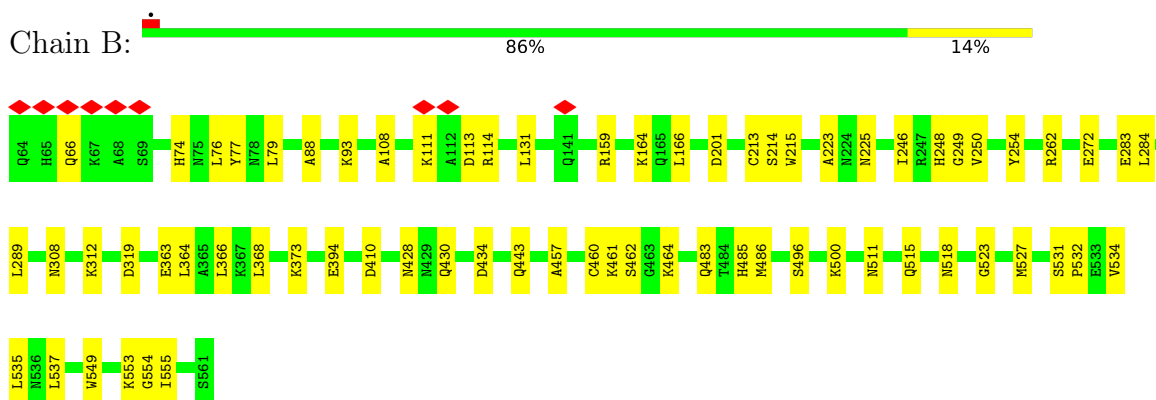 Chain B:
•
86%
14%
Q64 H65 Q66 K67 A68 S69 H74 N75 L76 Y77 N78 L79 A88 K93 A108 K111 A112 D113 R114 L131 Q141 R159 K164 Q165 L166 D201 C213 S214 W215 A223 N224 N225 I246 R247 H248 G249 V250 Y254 R262 E272 E283 L284
L289 N308 K312 D319 E363 L364 A365 L366 K367 L368 K373 E394 D410 N428 N429 Q430 D434 Q443 A457 C460 K461 S462 G463 K464 Q483 T484 H485 M486 S496 K500 N511 Q515 N518 G523 M527 S531 P532 E533 V534
L535 N536 L537 W549 K553 G554 I555 S561